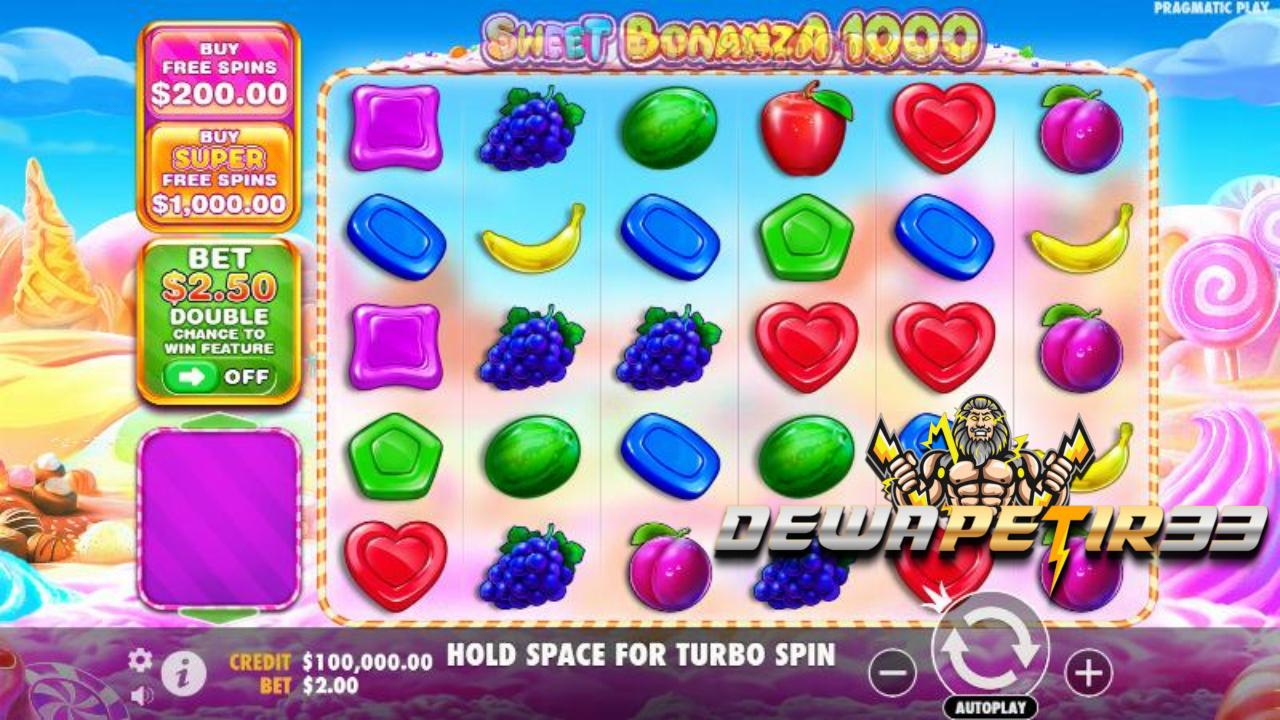 PRAGMATIC PLAY
SWEET BONANZA 1000
BUY
FREE SPINS
$200.00
BUY
SUPER
FREE SPINS
$1,000.00
BET
$2.50
DOUBLE
CHANCE TO
WIN FEATURE
OFF
DEWAPETIR33
CREDIT $100,000.00
BET $2.00
HOLD SPACE FOR TURBO SPIN
AUTOPLAY